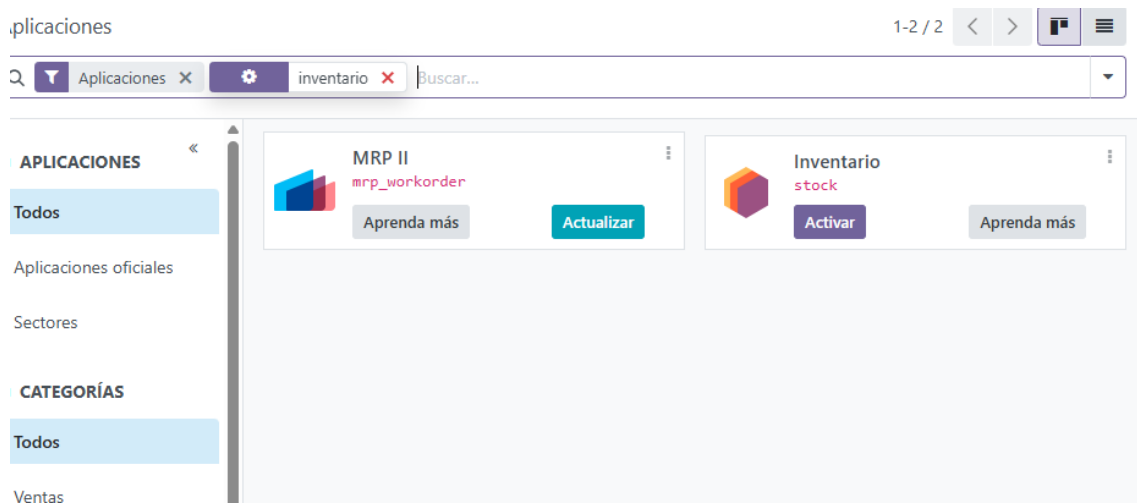 Aplicaciones
1-2 / 2
Aplicaciones
inventario
Buscar...
APLICACIONES
Todos
Aplicaciones oficiales
Sectores
CATEGORÍAS
Todos
Ventas
MRP II
mrp_workorder
Aprenda más
Actualizar
Inventario
stock
Activar
Aprenda más